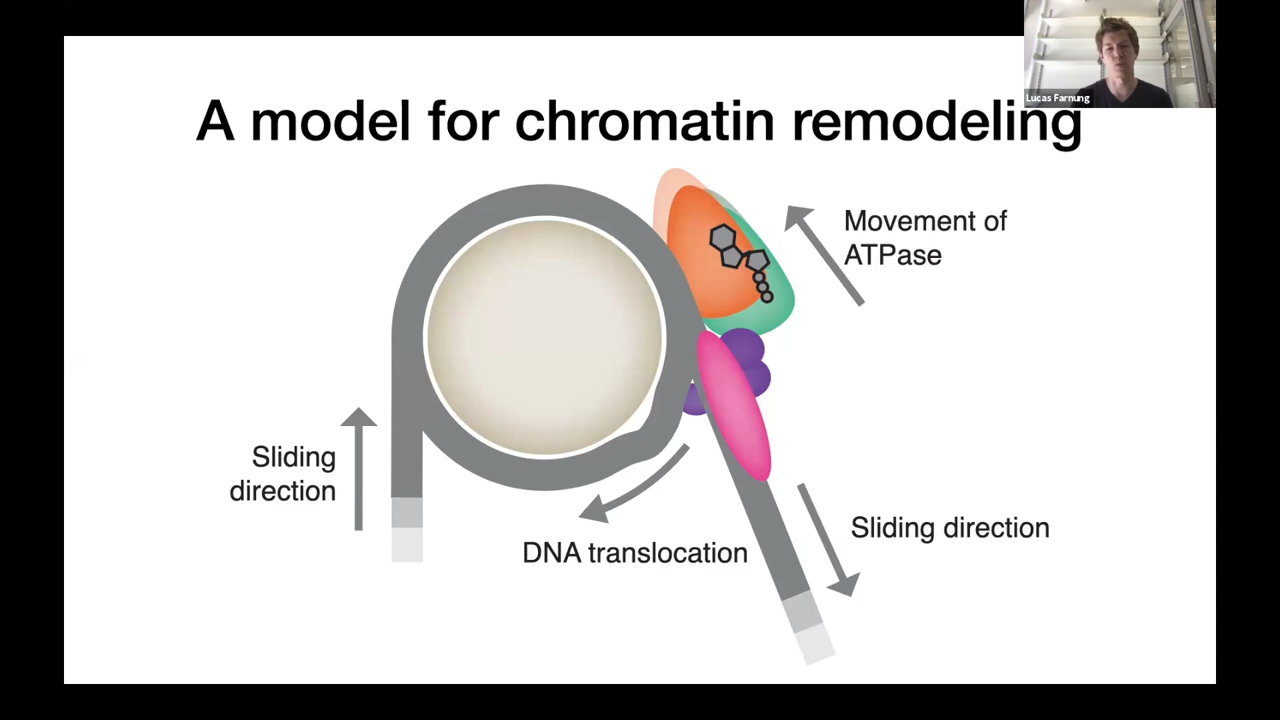 Lucas Farnung
A model for chromatin remodeling
Movement of
ATPase
Sliding
direction
Sliding direction
DNA translocation